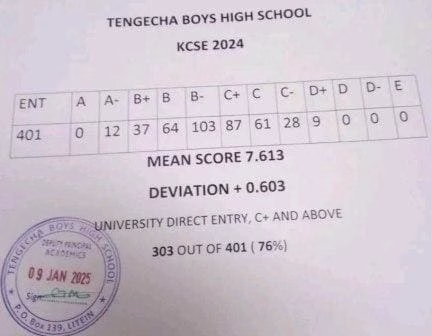 TENGECHA BOYS HIGH SCHOOL
KCSE 2024
ENT A A- B+ B B- C+ C C- D+ D D- E
401 0 12 37 64 103 87 61 28 9 0 0 0
MEAN SCORE 7.613
DEVIATION + 0.603
UNIVERSITY DIRECT ENTRY, C+ AND ABOVE
303 OUT OF 401 ( 76%)
TENGECHA BOYS HIGH SCHOOL
DEPUTY PRINCIPAL
ACADEMICS
09 JAN 2025
Sign
P.O. Box 139, LITEIN